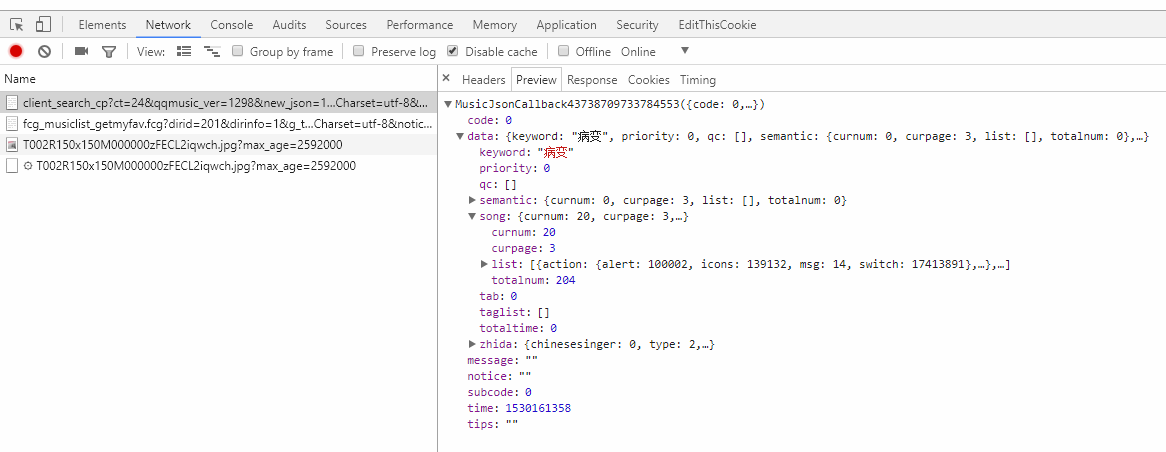 Elements Network Console Audits Sources Performance Memory Application Security EditThisCookie
View: Group by frame Preserve log Disable cache Offline Online
Name
client_search_cp?ct=24&qqmusic_ver=1298&new_json=1...Charset=utf-8&...
fcg_musiclist_getmyfav.fcg?dirid=201&dirinfo=1&g_t...Charset=utf-8&notic...
T002R150x150M000000zFECL2iqwch.jpg?max_age=2592000
T002R150x150M000000zFECL2iqwch.jpg?max_age=2592000
× Headers Preview Response Cookies Timing
▼MusicJsonCallback43738709733784553({code: 0,…})
code: 0
▼data: {keyword: "病变", priority: 0, qc: [], semantic: {curnum: 0, curpage: 3, list: [], totalnum: 0},…}
keyword: "病变"
priority: 0
qc: []
▶semantic: {curnum: 0, curpage: 3, list: [], totalnum: 0}
▼song: {curnum: 20, curpage: 3,…}
curnum: 20
curpage: 3
▶list: [{action: {alert: 100002, icons: 139132, msg: 14, switch: 17413891},…},…]
totalnum: 204
tab: 0
taglist: []
totaltime: 0
▶zhida: {chinesesinger: 0, type: 2,…}
message: ""
notice: ""
subcode: 0
time: 1530161358
tips: ""